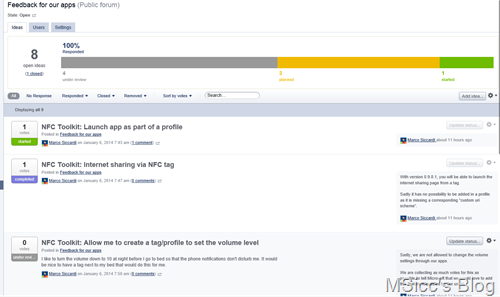 Feedback for our apps (Public forum)
State: Open
Ideas Users Settings
8
open ideas
(1 closed)
100%
Responded
4
under review
2
planned
1
started
All No Response Responded Closed Removed Sort by votes Search... Add idea...
Displaying all 9
1
votes
started
NFC Toolkit: Launch app as part of a profile
Posted in Feedback for our apps
Marco Siccardi on January 6, 2014 7:43 am (1 comment)
Update status...
Marco Siccardi about 11 hours ago
1
votes
completed
NFC Toolkit: Internet sharing via NFC tag
Posted in Feedback for our apps
Marco Siccardi on January 6, 2014 7:41 am (0 comments)
Update status...
With version 0.9.8.1, you will be able to launch the
internet sharing page from a tag
Sadly it has no possibility to be added in a profile
as it is missing a corresponding "custom uri
scheme".
Marco Siccardi about 11 hours ago
0
votes
NFC Toolkit: Allow me to create a tag/profile to set the volume level
Posted in Feedback for our apps
I like to turn the volume down to 10 at night before I go to bed so that the phone notifications don't disturb me. It would
be nice to have a tag next to my bed that would do this for me
Marco Siccardi on January 6, 2014 7:58 am (0 comments)
Update status...
Sadly, we are not allowed to change the volume
settings through our apps
We are collecting as much votes for this as
MSicc's Blog